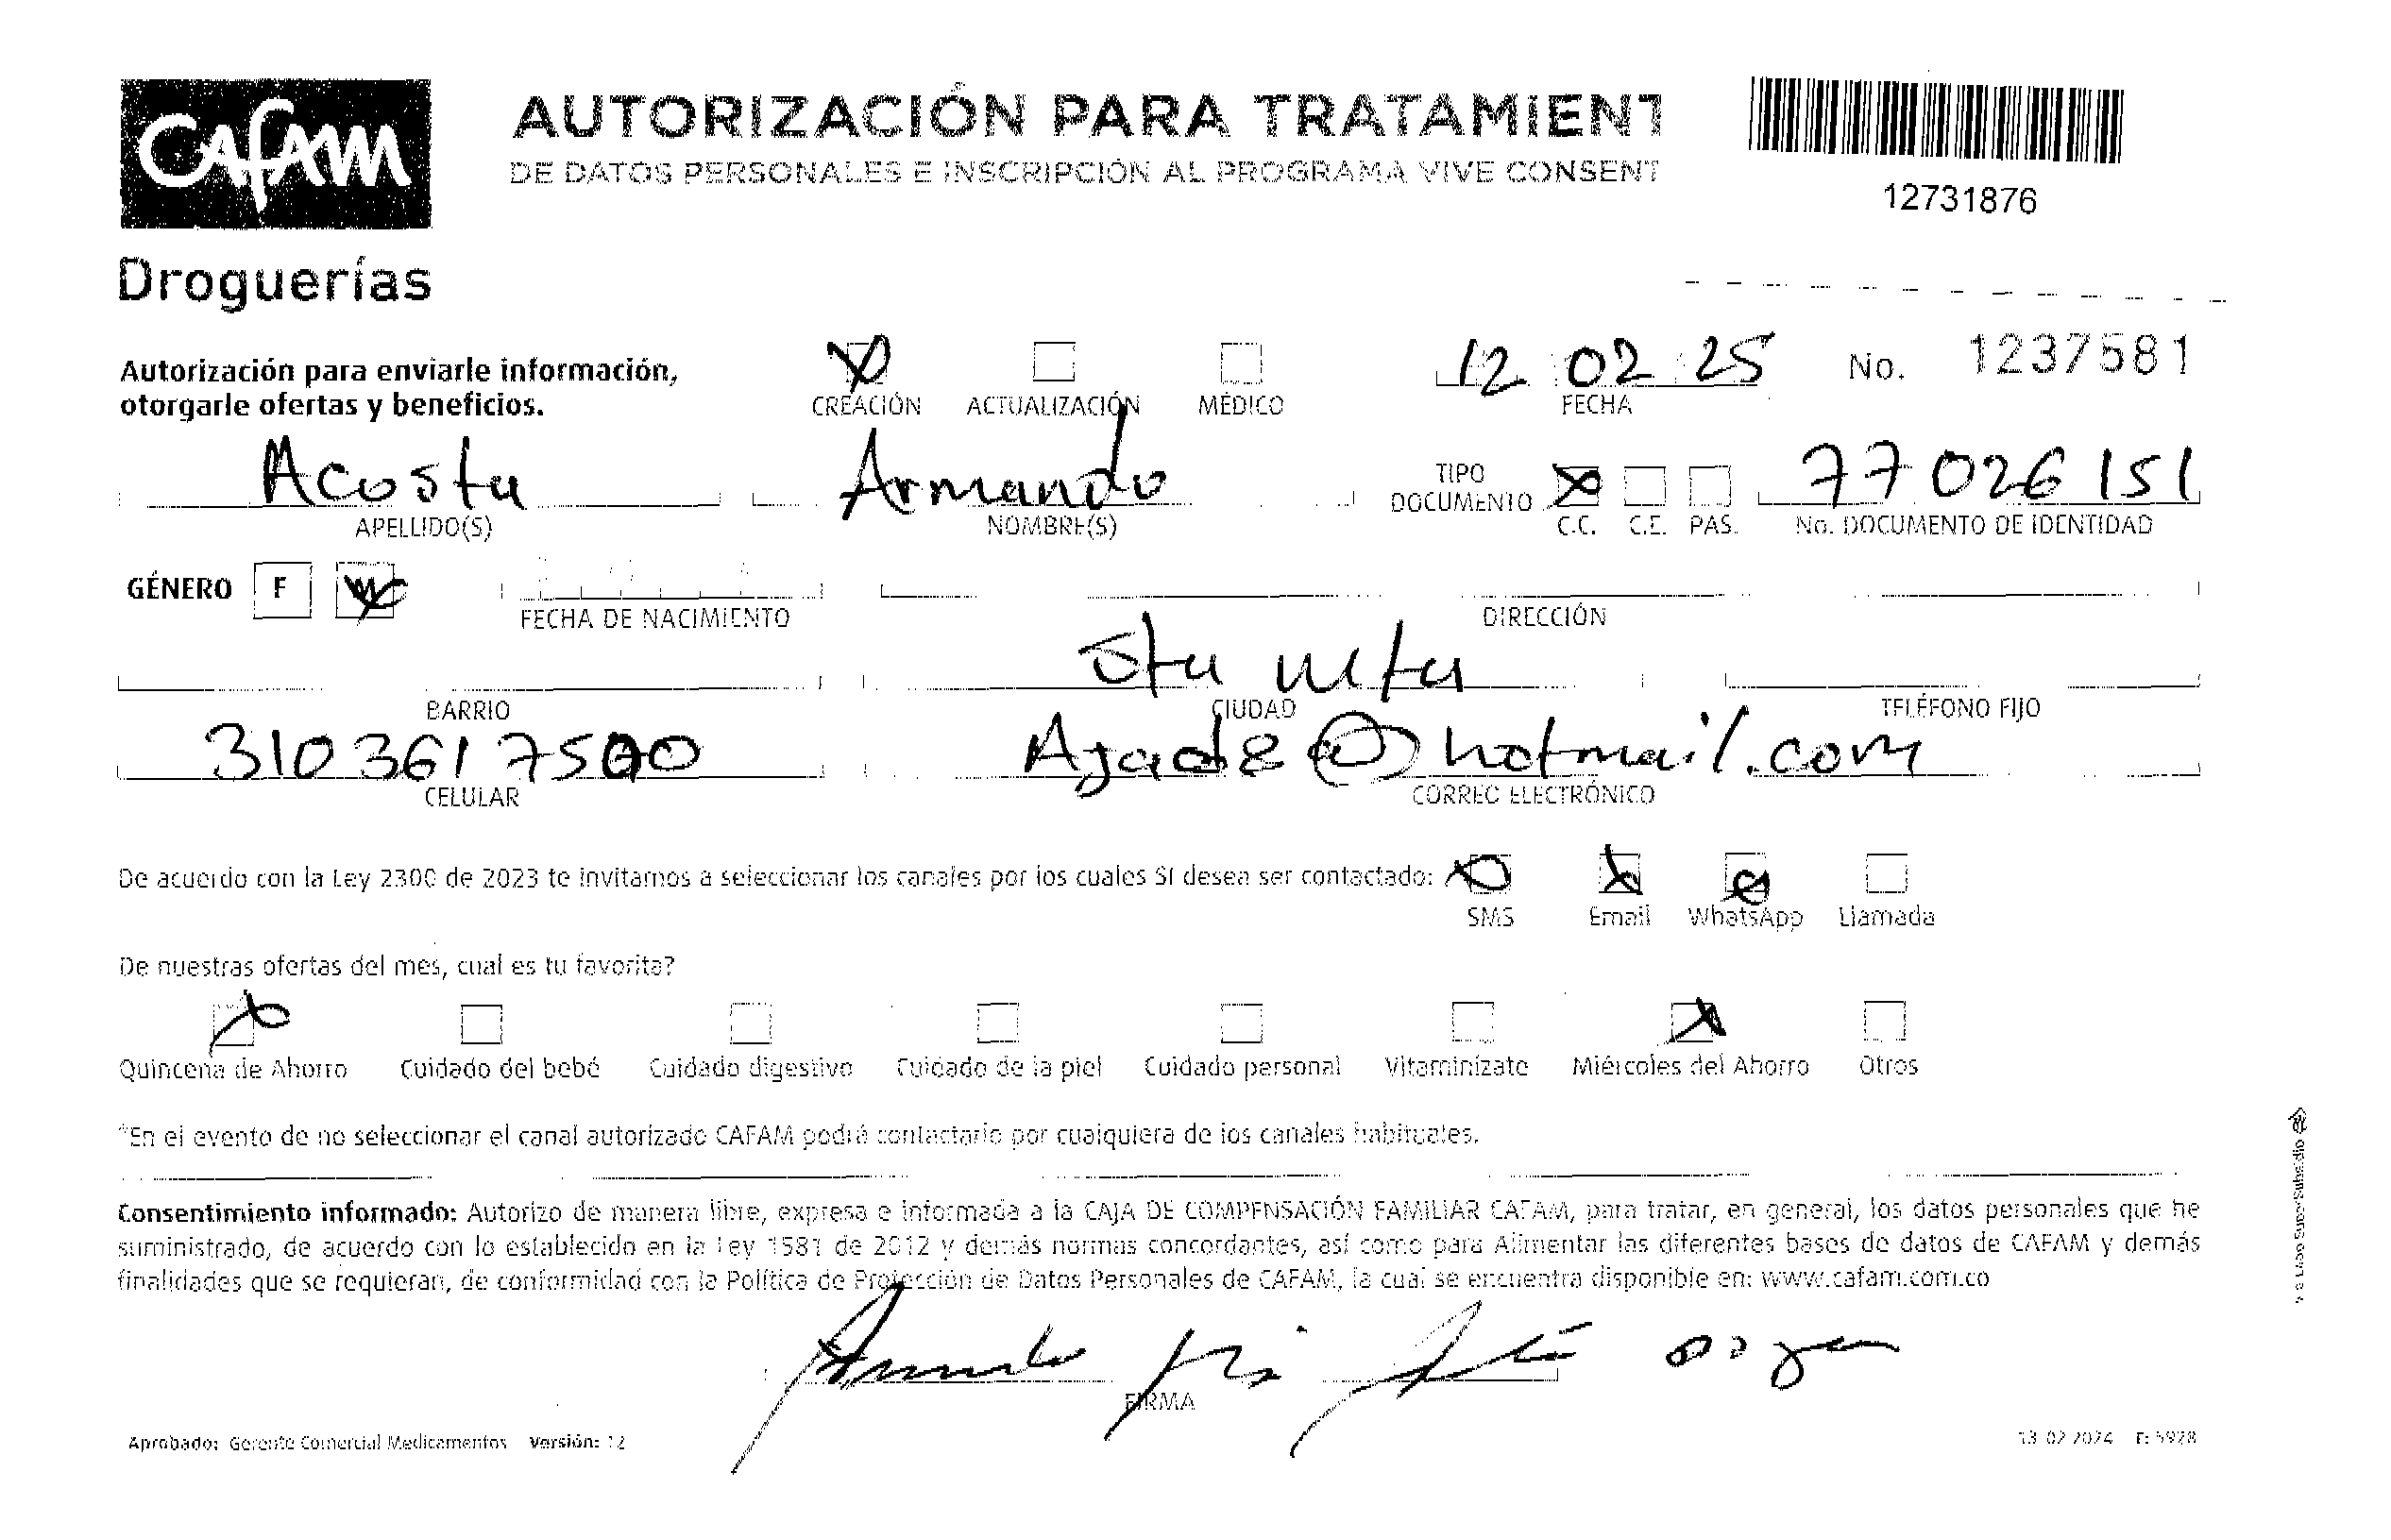 CAFAM
Droguerías
AUTORIZACIÓN PARA TRATAMIENT
DE DATOS PERSONALES E INSCRIPCIÓN AL PROGRAMA VIVE CONSENT
12731876
Autorización para enviarle información,
otorgarle ofertas y beneficios.
CREACIÓN ACTUALIZACIÓN MÉDICO
12 02 25
FECHA
No. 1237581
Acosta Armando
APELLIDO(S) NOMBRE(S)
TIPO DOCUMENTO C.C. C.E. PAS.
77026151
No. DOCUMENTO DE IDENTIDAD
GÉNERO F M
FECHA DE NACIMIENTO DIRECCIÓN
Sta Mta
BARRIO CIUDAD TELÉFONO FIJO
3103617500 Ajad8@hotmail.com
CELULAR CORREO ELECTRÓNICO
De acuerdo con la Ley 2300 de 2023 te invitamos a seleccionar los canales por los cuales SI desea ser contactado:
SMS Email WhatsApp Llamada
De nuestras ofertas del mes, cual es tu favorita?
Quincena de Ahorro Cuidado del bebé Cuidado digestivo Cuidado de la piel Cuidado personal Vitaminízate Miércoles del Ahorro Otros
*En el evento de no seleccionar el canal autorizado CAFAM podrá contactarlo por cualquiera de los canales habituales.
Consentimiento informado: Autorizo de manera libre, expresa e informada a la CAJA DE COMPENSACIÓN FAMILIAR CAFAM, para tratar, en general, los datos personales que he
suministrado, de acuerdo con lo establecido en la Ley 1581 de 2012 y demás normas concordantes, así como para Alimentar las diferentes bases de datos de CAFAM y demás
finalidades que se requieran, de conformidad con la Política de Protección de Datos Personales de CAFAM, la cual se encuentra disponible en: www.cafam.com.co
FIRMA
Aprobado: Gerente Comercial Medicamentos Versión: 12
13-02-2024 F: 5928